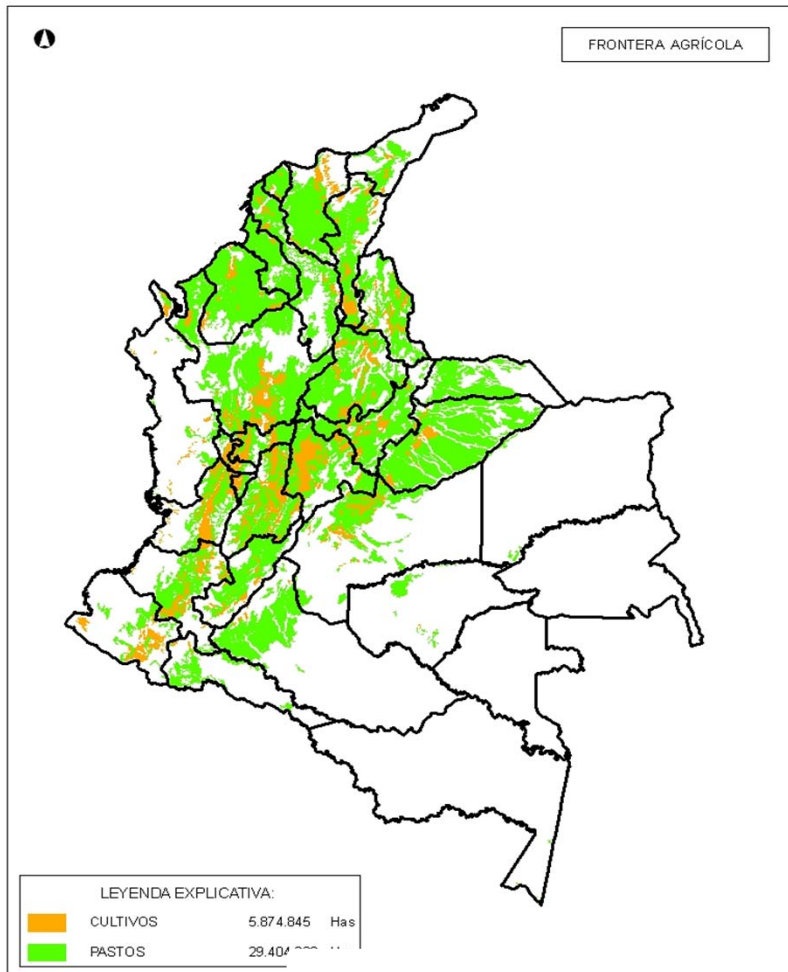 FRONTERA AGRÍCOLA
LEYENDA EXPLICATIVA:
CULTIVOS 5.874.845 Has
PASTOS